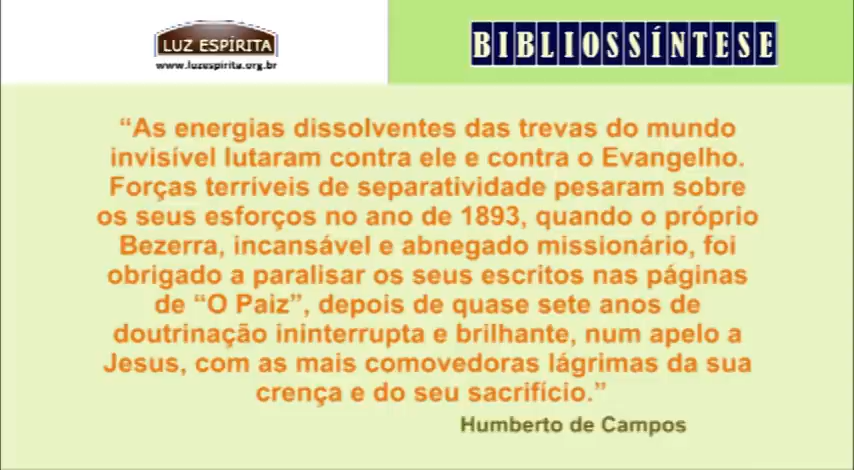 LUZ ESPÍRITA
www.luzespirita.org.br
BIBLIOSSÍNTESE
“As energias dissolventes das trevas do mundo
invisível lutaram contra ele e contra o Evangelho.
Forças terríveis de separatividade pesaram sobre
os seus esforços no ano de 1893, quando o próprio
Bezerra, incansável e abnegado missionário, foi
obrigado a paralisar os seus escritos nas páginas
de “O Paiz”, depois de quase sete anos de
doutrinação ininterrupta e brilhante, num apelo a
Jesus, com as mais comovedoras lágrimas da sua
crença e do seu sacrifício.”
Humberto de Campos